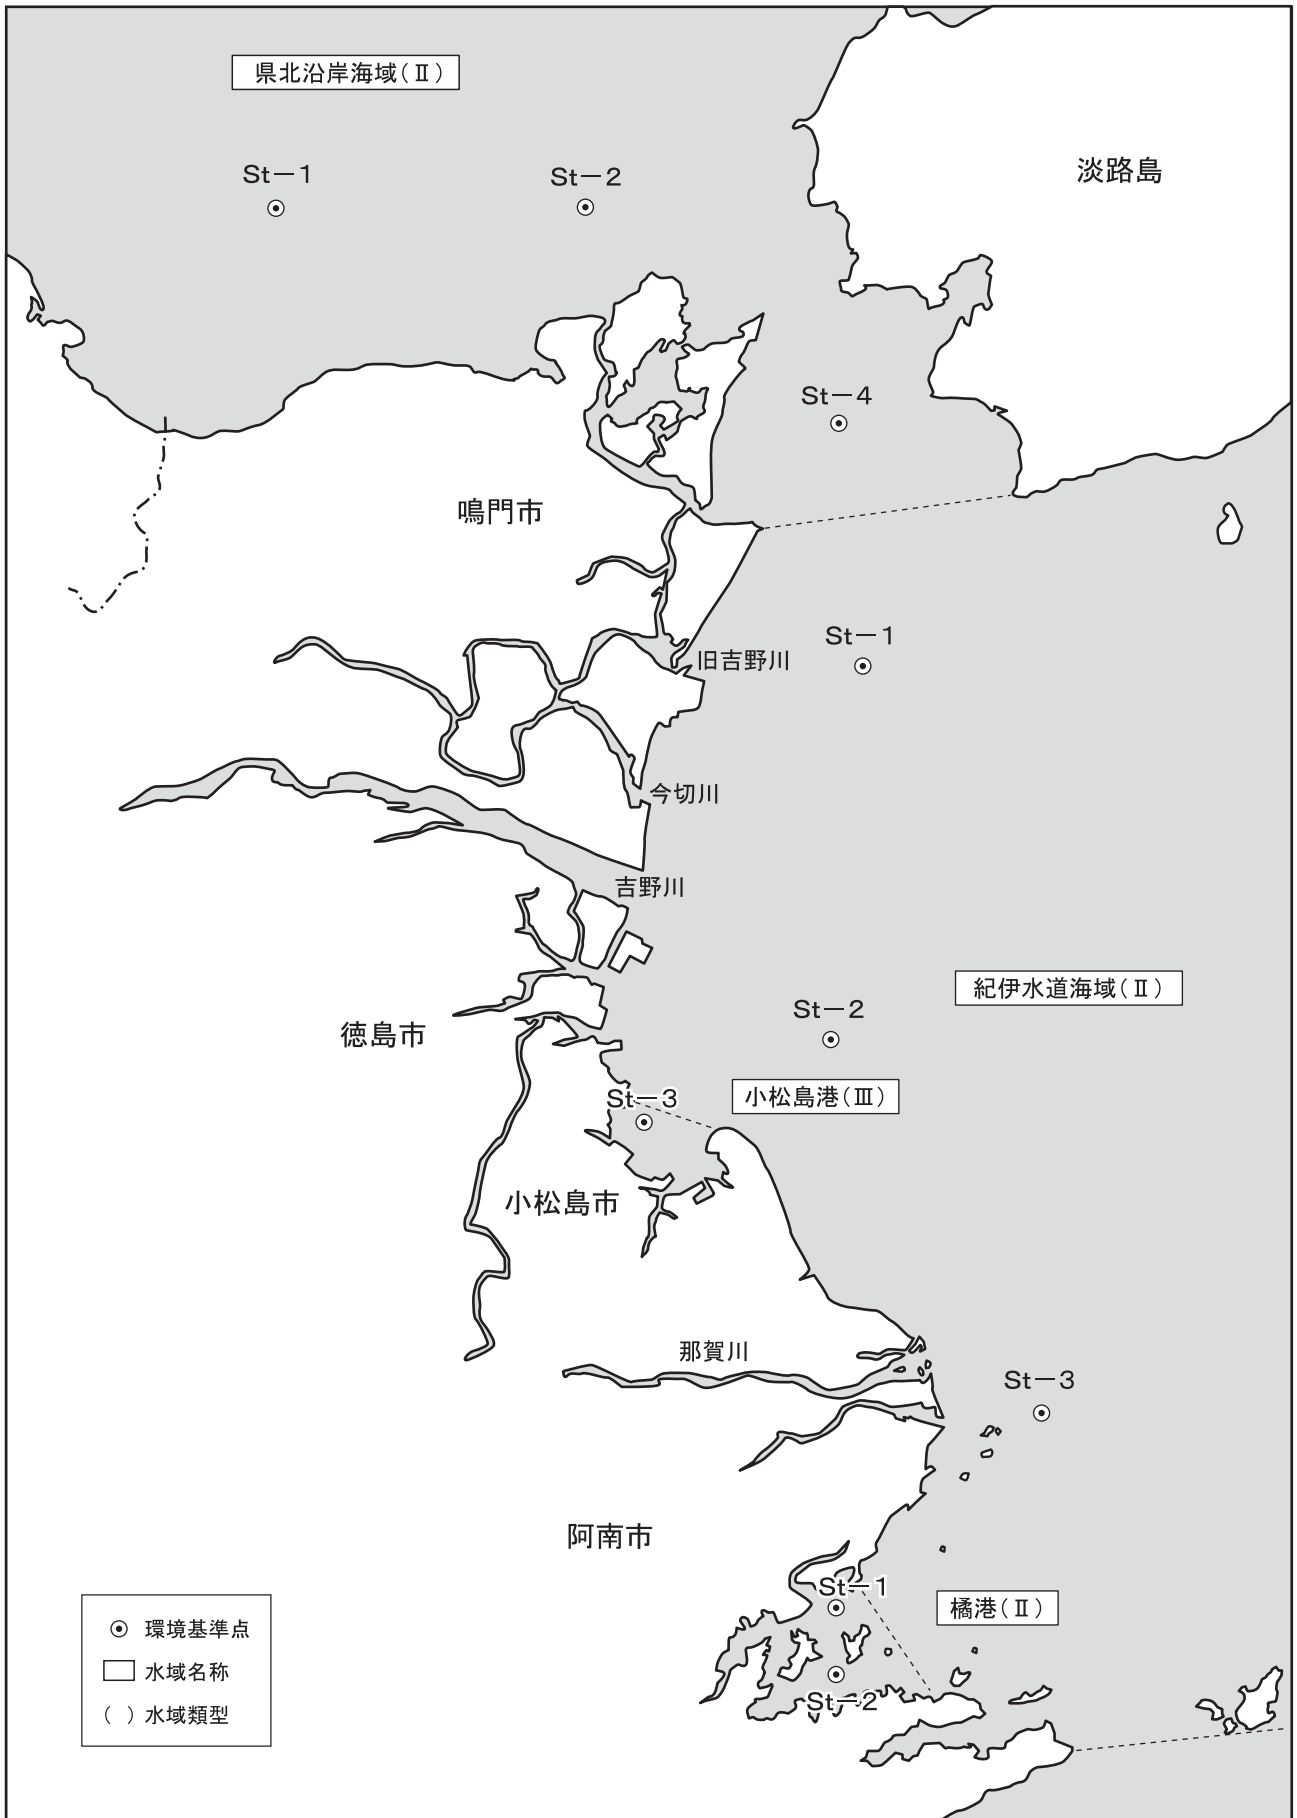 県北沿岸海域(Ⅱ)
St－1
St－2
淡路島
St－4
鳴門市
St－1
旧吉野川
今切川
吉野川
紀伊水道海域(Ⅱ)
St－2
徳島市
小松島港(Ⅲ)
St－3
小松島市
那賀川
St－3
阿南市
St－1
橘港(Ⅱ)
St－2
環境基準点
水域名称
( ) 水域類型